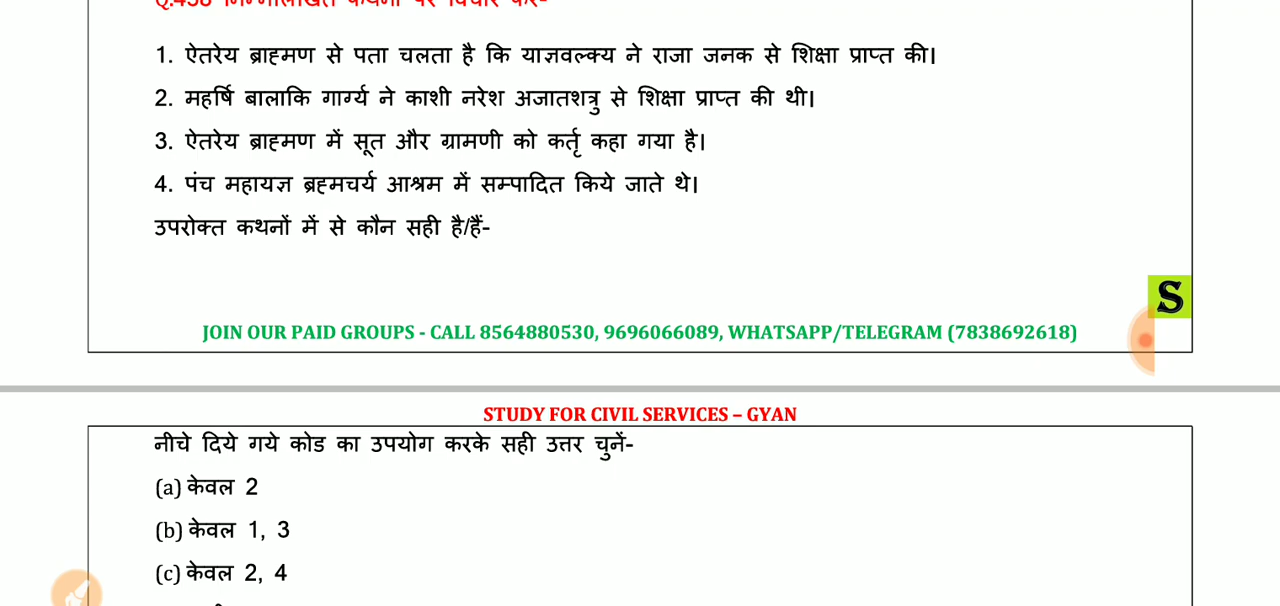 1. ऐतरेय ब्राह्मण से पता चलता है कि याज्ञवल्क्य ने राजा जनक से शिक्षा प्राप्त की।
2. महर्षि बालाकि गार्ग्य ने काशी नरेश अजातशत्रु से शिक्षा प्राप्त की थी।
3. ऐतरेय ब्राह्मण में सूत और ग्रामणी को कर्तृ कहा गया है।
4. पंच महायज्ञ ब्रह्मचर्य आश्रम में सम्पादित किये जाते थे।
उपरोक्त कथनों में से कौन सही है/हैं-
S
JOIN OUR PAID GROUPS - CALL 8564880530, 9696066089, WHATSAPP/TELEGRAM (7838692618)
STUDY FOR CIVIL SERVICES – GYAN
नीचे दिये गये कोड का उपयोग करके सही उत्तर चुनें-
(a) केवल 2
(b) केवल 1, 3
(c) केवल 2, 4